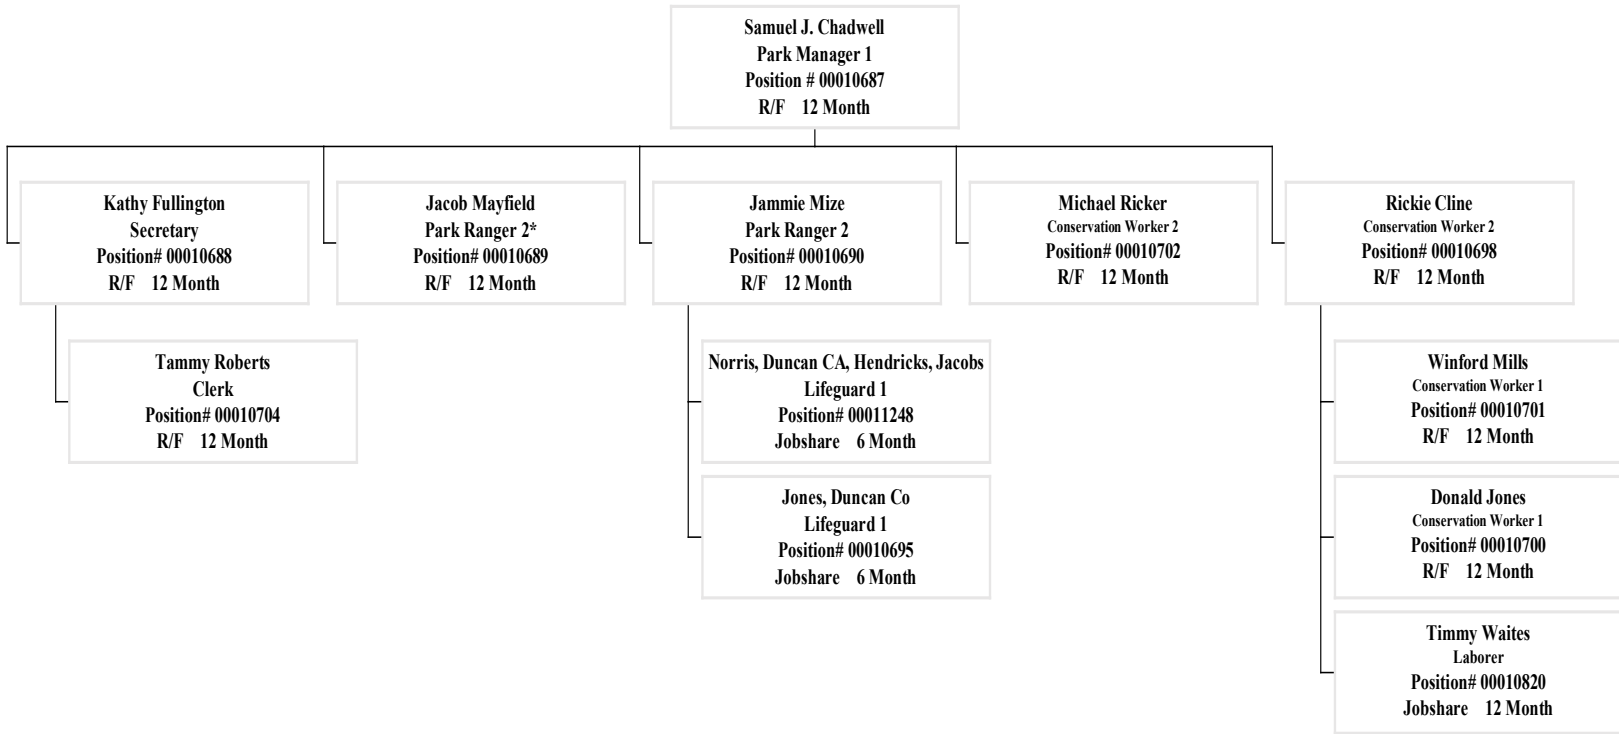 Samuel J. Chadwell
Park Manager 1
Position # 00010687
R/F 12 Month
Kathy Fullington
Secretary
Position# 00010688
R/F 12 Month
Jacob Mayfield
Park Ranger 2*
Position# 00010689
R/F 12 Month
Jammie Mize
Park Ranger 2
Position# 00010690
R/F 12 Month
Michael Ricker
Conservation Worker 2
Position# 00010702
R/F 12 Month
Rickie Cline
Conservation Worker 2
Position# 00010698
R/F 12 Month
Tammy Roberts
Clerk
Position# 00010704
R/F 12 Month
Norris, Duncan CA, Hendricks, Jacobs
Lifeguard 1
Position# 00011248
Jobshare 6 Month
Jones, Duncan Co
Lifeguard 1
Position# 00010695
Jobshare 6 Month
Winford Mills
Conservation Worker 1
Position# 00010701
R/F 12 Month
Donald Jones
Conservation Worker 1
Position# 00010700
R/F 12 Month
Timmy Waites
Laborer
Position# 00010820
Jobshare 12 Month